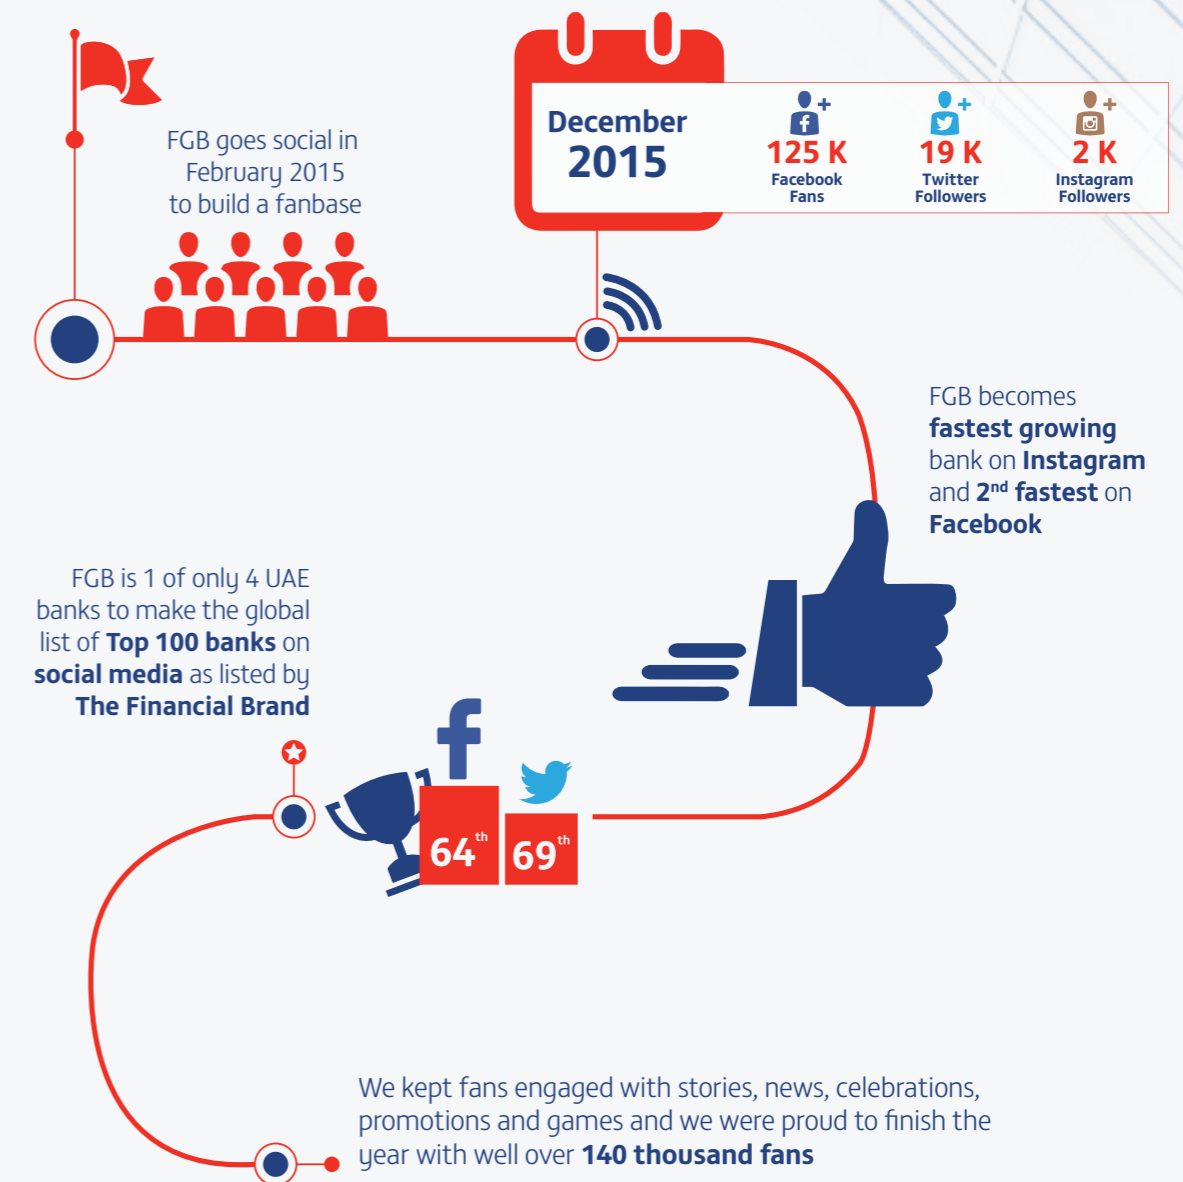 FGB goes social in
February 2015
to build a fanbase
December
2015
125 K
Facebook
Fans
19 K
Twitter
Followers
2 K
Instagram
Followers
FGB becomes
fastest growing
bank on Instagram
and 2nd fastest on
Facebook
FGB is 1 of only 4 UAE
banks to make the global
list of Top 100 banks on
social media as listed by
The Financial Brand
64th
69th
We kept fans engaged with stories, news, celebrations,
promotions and games and we were proud to finish the
year with well over 140 thousand fans